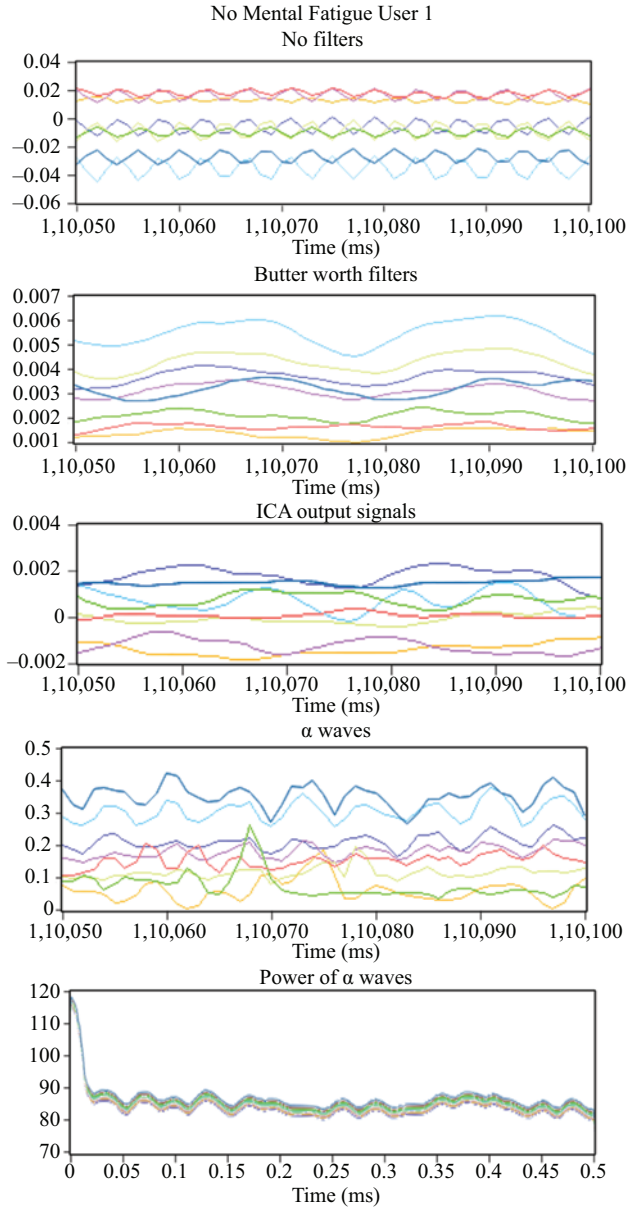 No Mental Fatigue User 1
No filters
0.04
0.02
0
–0.02
–0.04
–0.06
1,10,050 1,10,060 1,10,070 1,10,080 1,10,090 1,10,100
Time (ms)
Butter worth filters
0.007
0.006
0.005
0.004
0.003
0.002
0.001
1,10,050 1,10,060 1,10,070 1,10,080 1,10,090 1,10,100
Time (ms)
ICA output signals
0.004
0.002
0
–0.002
1,10,050 1,10,060 1,10,070 1,10,080 1,10,090 1,10,100
Time (ms)
α waves
0.5
0.4
0.3
0.2
0.1
0
1,10,050 1,10,060 1,10,070 1,10,080 1,10,090 1,10,100
Time (ms)
Power of α waves
120
110
100
90
80
70
0 0.05 0.1 0.15 0.2 0.25 0.3 0.35 0.4 0.45 0.5
Time (ms)